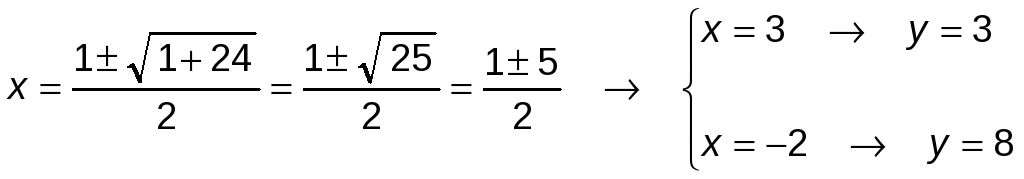 x = (1 ± √(1 + 24))/2 = (1 ± √25)/2 = (1 ± 5)/2 → { x = 3 → y = 3
x = −2 → y = 8